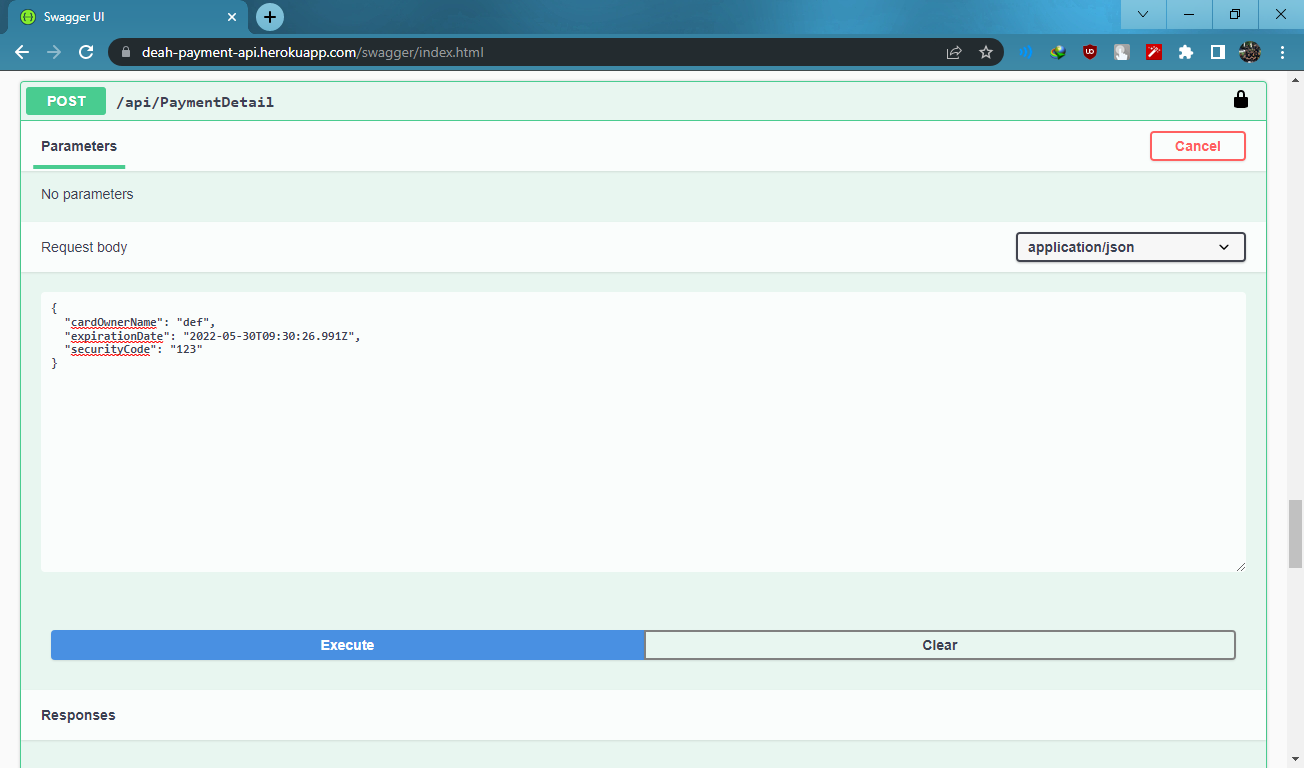 Swagger UI
deah-payment-api.herokuapp.com/swagger/index.html
POST /api/PaymentDetail
Parameters
Cancel
No parameters
Request body
application/json
{
"cardOwnerName": "def",
"expirationDate": "2022-05-30T09:30:26.991Z",
"securityCode": "123"
}
Execute
Clear
Responses